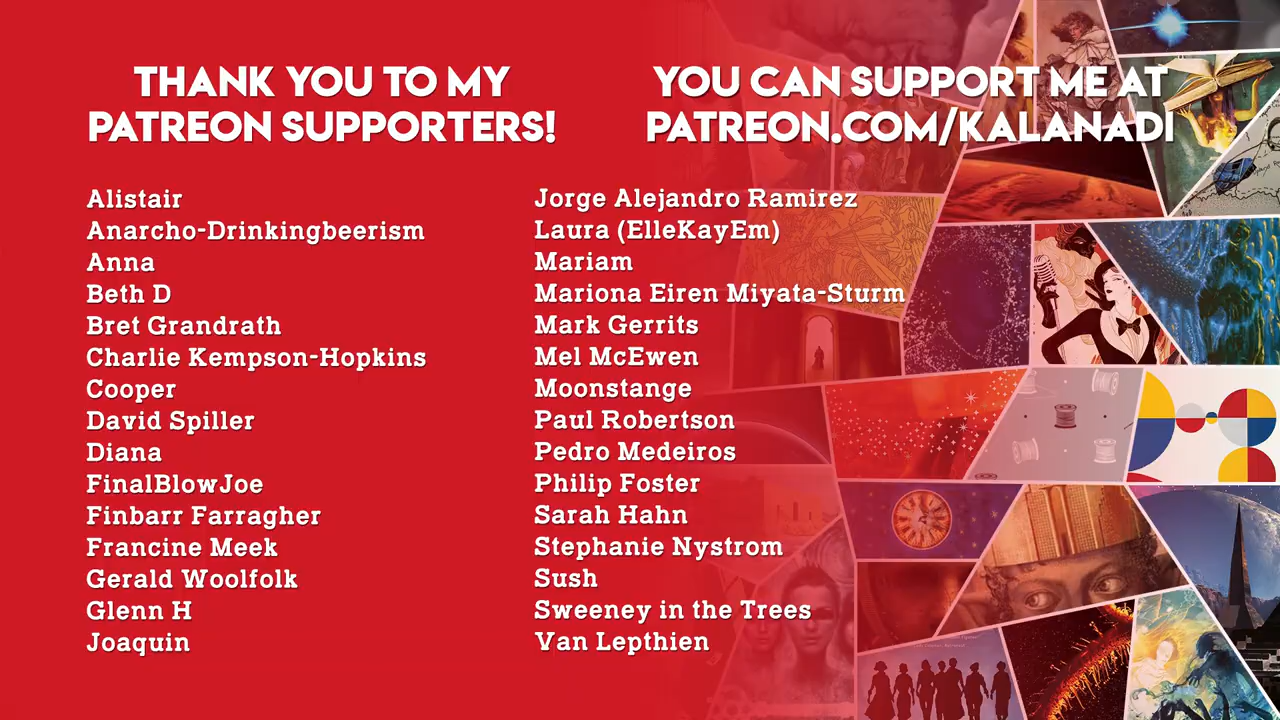 THANK YOU TO MY
PATREON SUPPORTERS!
YOU CAN SUPPORT ME AT
PATREON.COM/KALANADI
Alistair
Anarcho-Drinkingbeerism
Anna
Beth D
Bret Grandrath
Charlie Kempson-Hopkins
Cooper
David Spiller
Diana
FinalBlowJoe
Finbarr Farragher
Francine Meek
Gerald Woolfolk
Glenn H
Joaquin
Jorge Alejandro Ramirez
Laura (ElleKayEm)
Mariam
Mariona Eiren Miyata-Sturm
Mark Gerrits
Mel McEwen
Moonstange
Paul Robertson
Pedro Medeiros
Philip Foster
Sarah Hahn
Stephanie Nystrom
Sush
Sweeney in the Trees
Van Lepthien